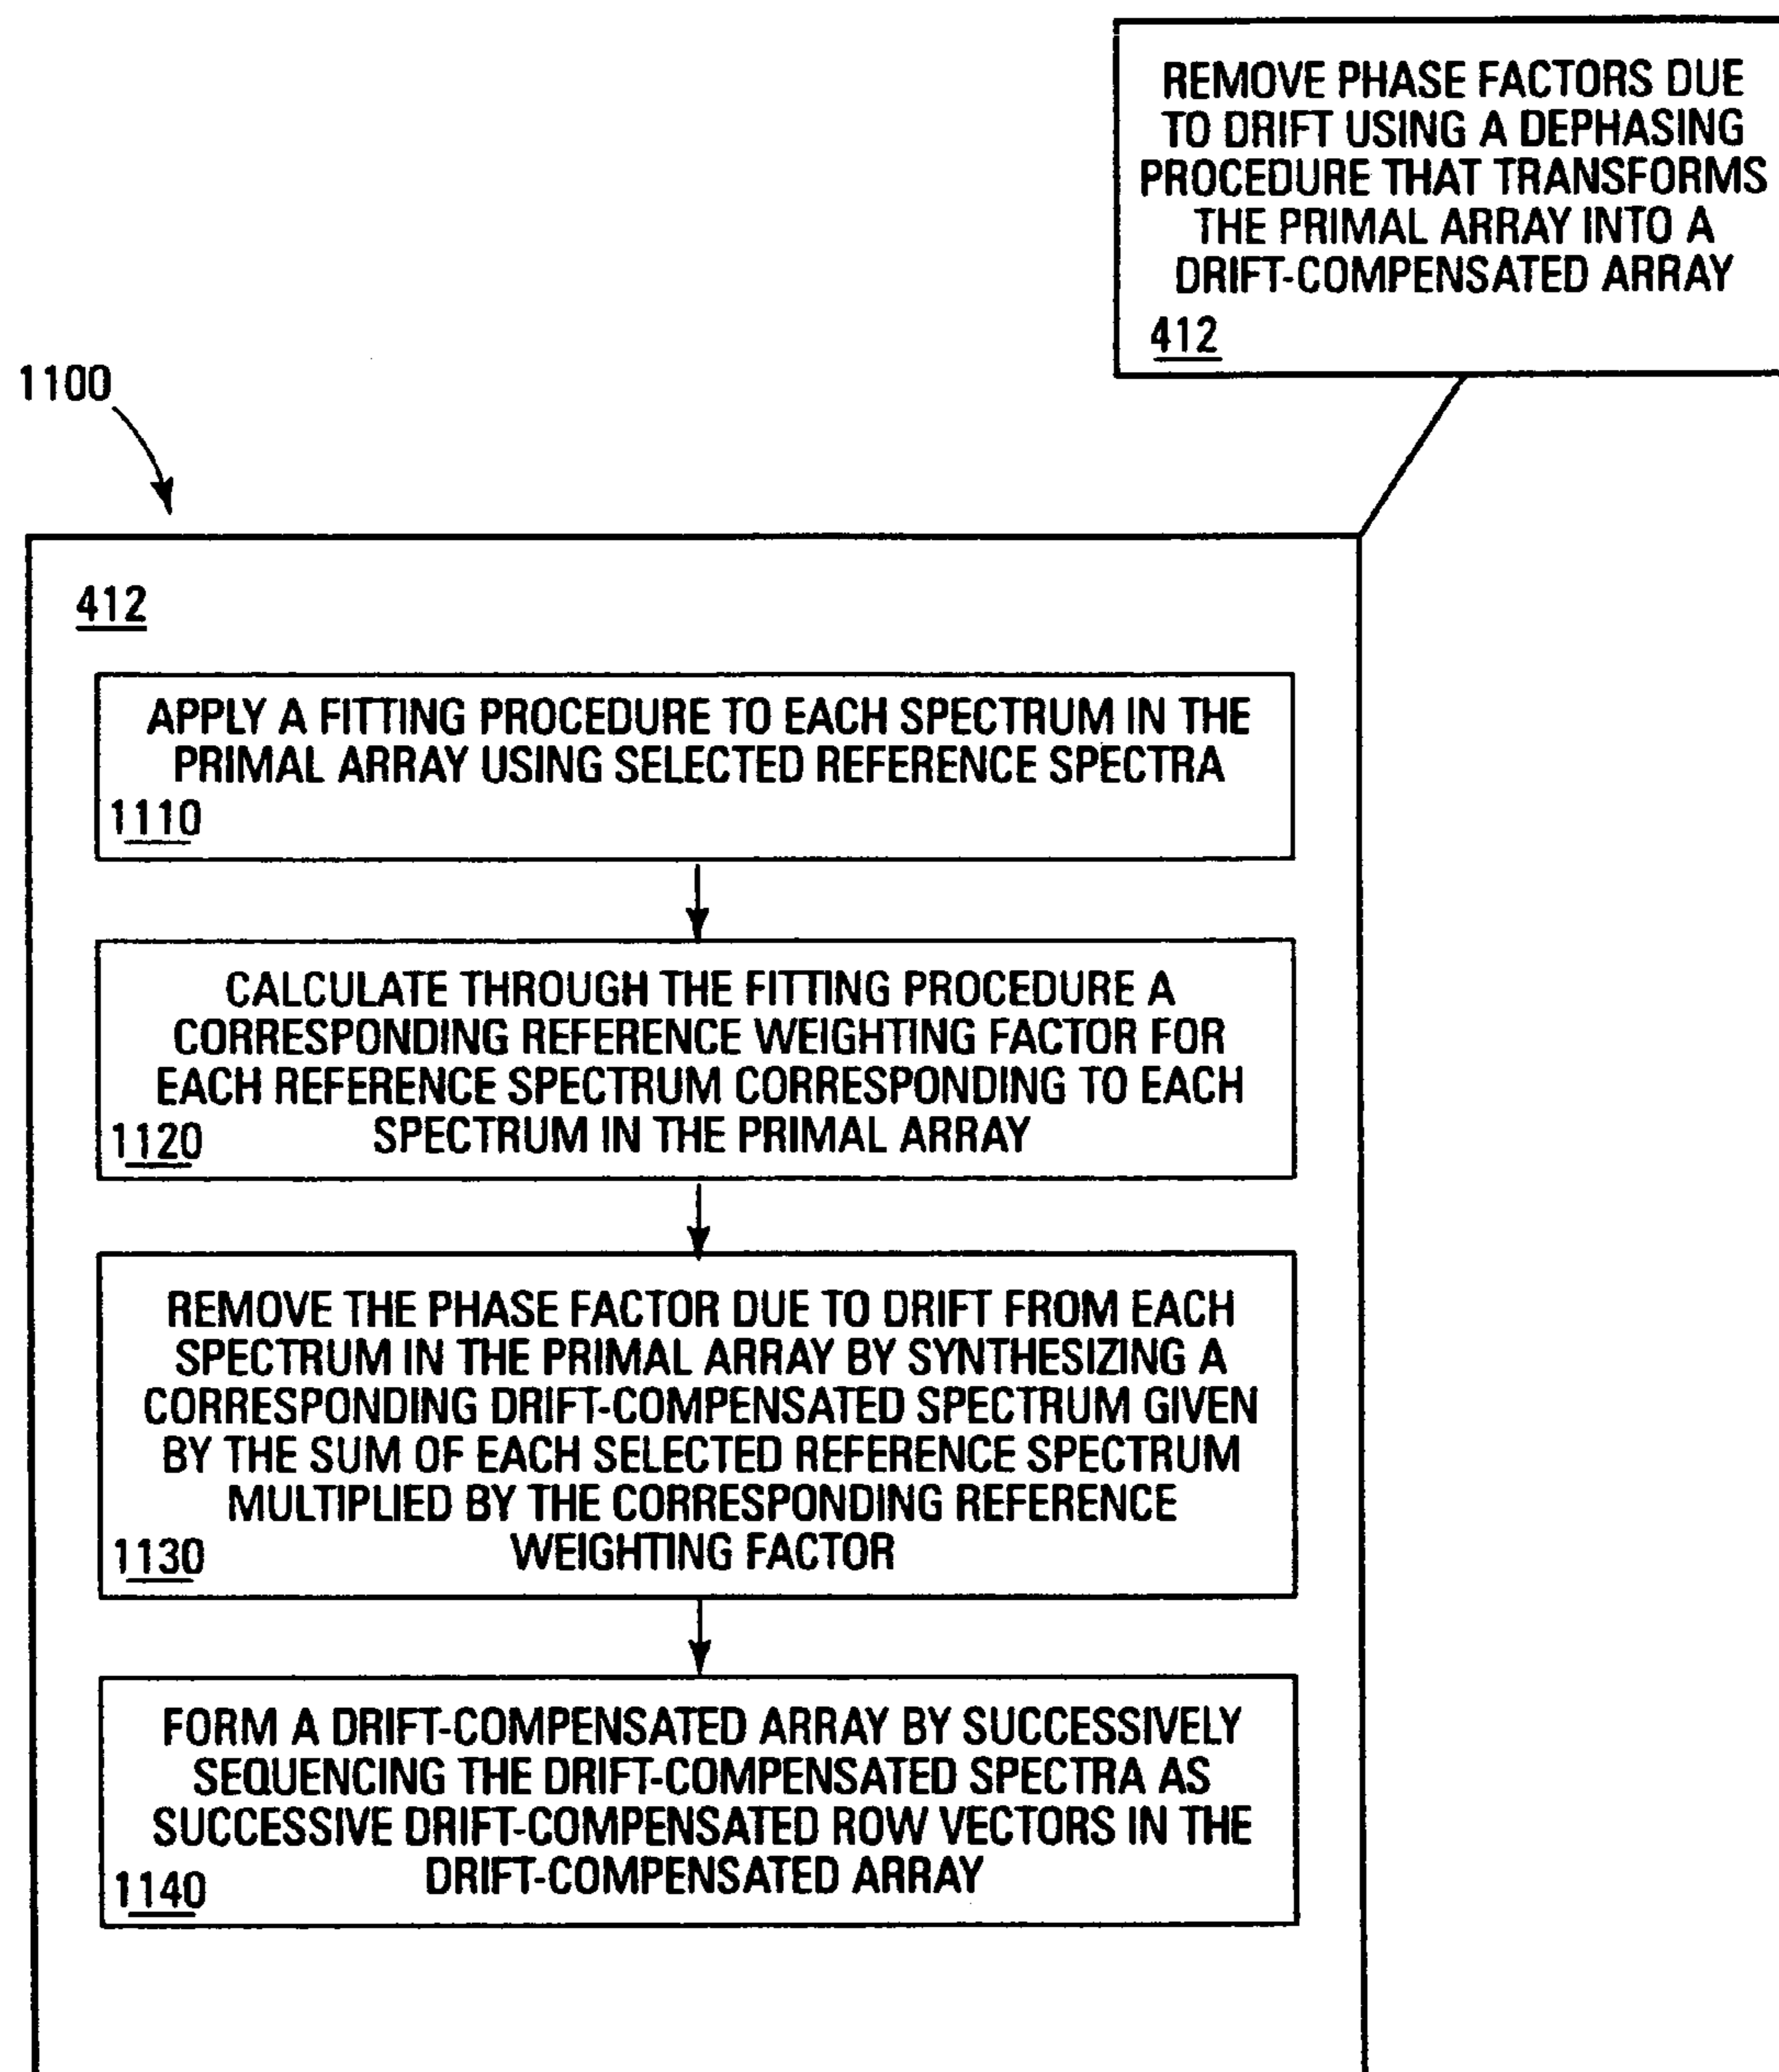 REMOVE PHASE FACTORS DUE
TO DRIFT USING A DEPHASING
PROCEDURE THAT TRANSFORMS
THE PRIMAL ARRAY INTO A
DRIFT-COMPENSATED ARRAY
412
1100
412
APPLY A FITTING PROCEDURE TO EACH SPECTRUM IN THE
PRIMAL ARRAY USING SELECTED REFERENCE SPECTRA
1110
CALCULATE THROUGH THE FITTING PROCEDURE A
CORRESPONDING REFERENCE WEIGHTING FACTOR FOR
EACH REFERENCE SPECTRUM CORRESPONDING TO EACH
SPECTRUM IN THE PRIMAL ARRAY
1120
REMOVE THE PHASE FACTOR DUE TO DRIFT FROM EACH
SPECTRUM IN THE PRIMAL ARRAY BY SYNTHESIZING A
CORRESPONDING DRIFT-COMPENSATED SPECTRUM GIVEN
BY THE SUM OF EACH SELECTED REFERENCE SPECTRUM
MULTIPLIED BY THE CORRESPONDING REFERENCE
WEIGHTING FACTOR
1130
FORM A DRIFT-COMPENSATED ARRAY BY SUCCESSIVELY
SEQUENCING THE DRIFT-COMPENSATED SPECTRA AS
SUCCESSIVE DRIFT-COMPENSATED ROW VECTORS IN THE
DRIFT-COMPENSATED ARRAY
1140